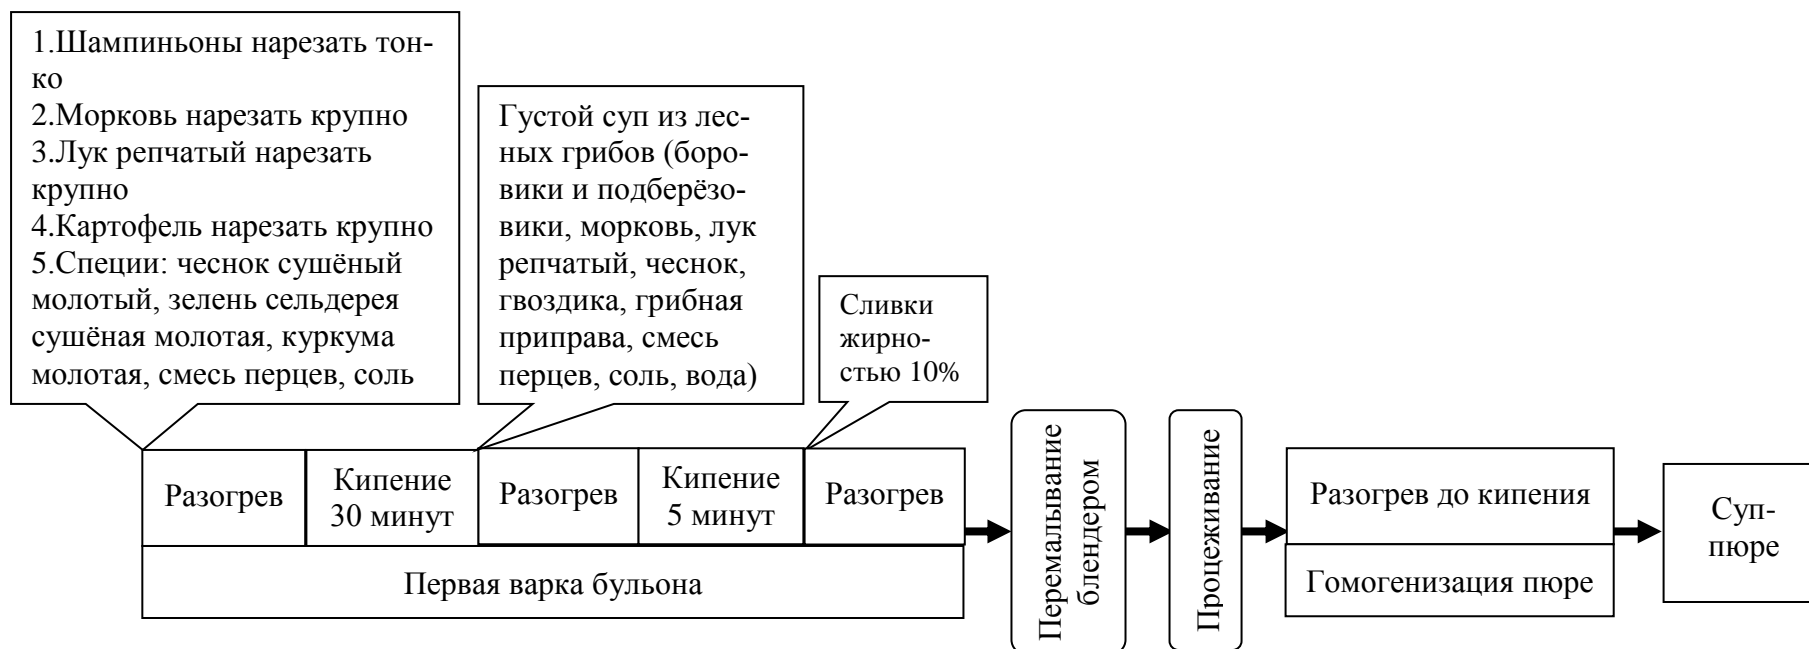 1.Шампиньоны нарезать тон-
ко
2.Морковь нарезать крупно
3.Лук репчатый нарезать
крупно
4.Картофель нарезать крупно
5.Специи: чеснок сушёный
молотый, зелень сельдерея
сушёная молотая, куркума
молотая, смесь перцев, соль
Густой суп из лес-
ных грибов (боро-
вики и подберёзо-
вики, морковь, лук
репчатый, чеснок,
гвоздика, грибная
приправа, смесь
перцев, соль, вода)
Сливки
жирно-
стью 10%
Разогрев
Кипение
30 минут
Разогрев
Кипение
5 минут
Разогрев
Первая варка бульона
Перемалывание
блендером
Процеживание
Разогрев до кипения
Гомогенизация пюре
Суп-
пюре